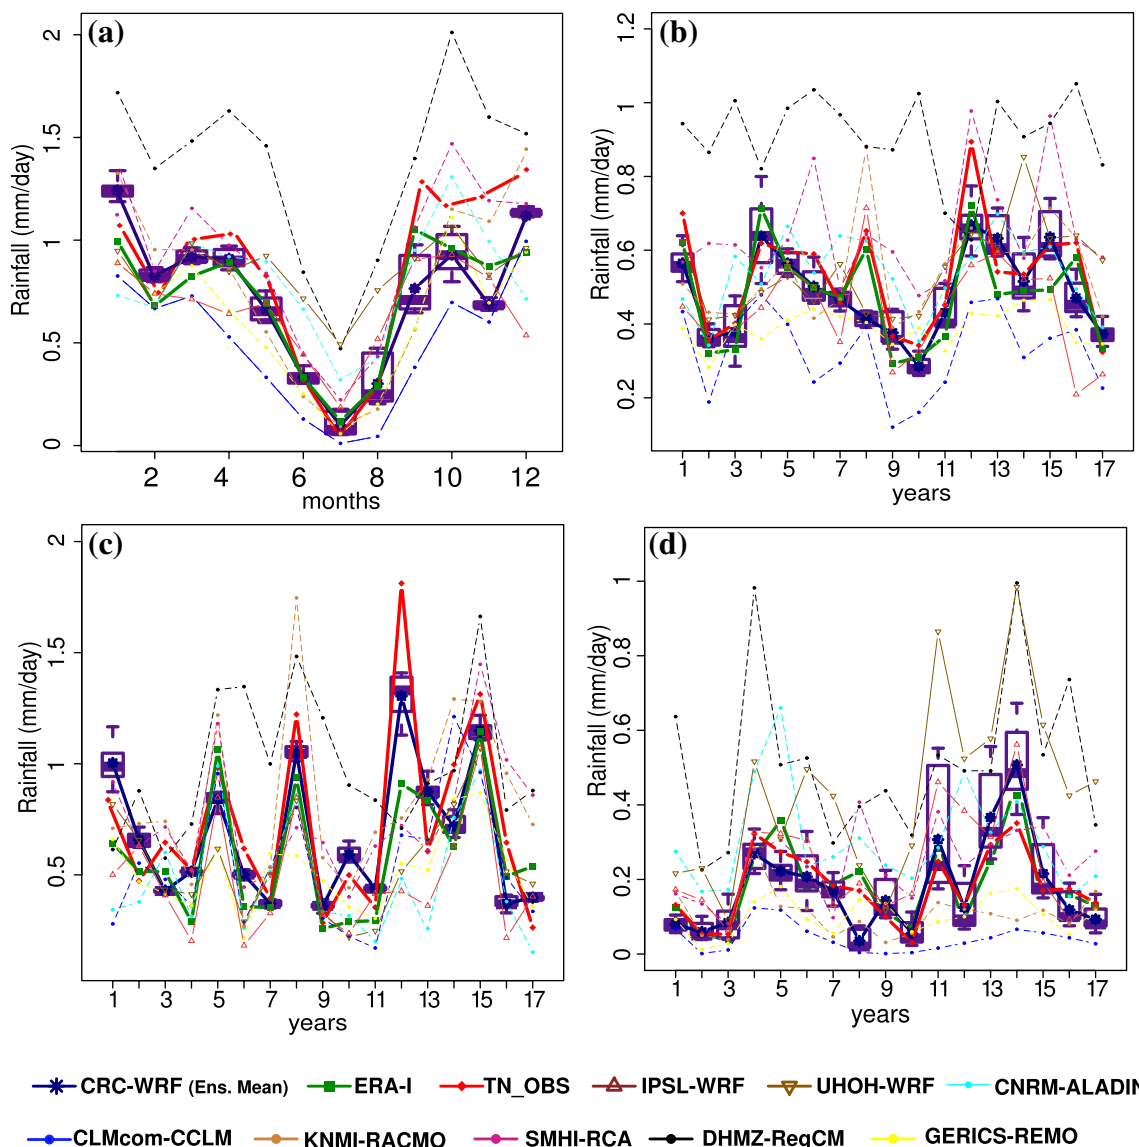 (a)
Rainfall (mm/day)
0 0.5 1 1.5 2
2 4 6 8 10 12
months
(b)
Rainfall (mm/day)
0.2 0.4 0.6 0.8 1 1.2
1 3 5 7 9 11 13 15 17
years
(c)
Rainfall (mm/day)
0.5 1 1.5 2
1 3 5 7 9 11 13 15 17
years
(d)
Rainfall (mm/day)
0 0.2 0.4 0.6 0.8 1
1 3 5 7 9 11 13 15 17
years
CRC-WRF (Ens. Mean) ERA-I TN_OBS IPSL-WRF UHOH-WRF CNRM-ALADIN
CLMcom-CCLM KNMI-RACMO SMHI-RCA DHMZ-RegCM GERICS-REMO